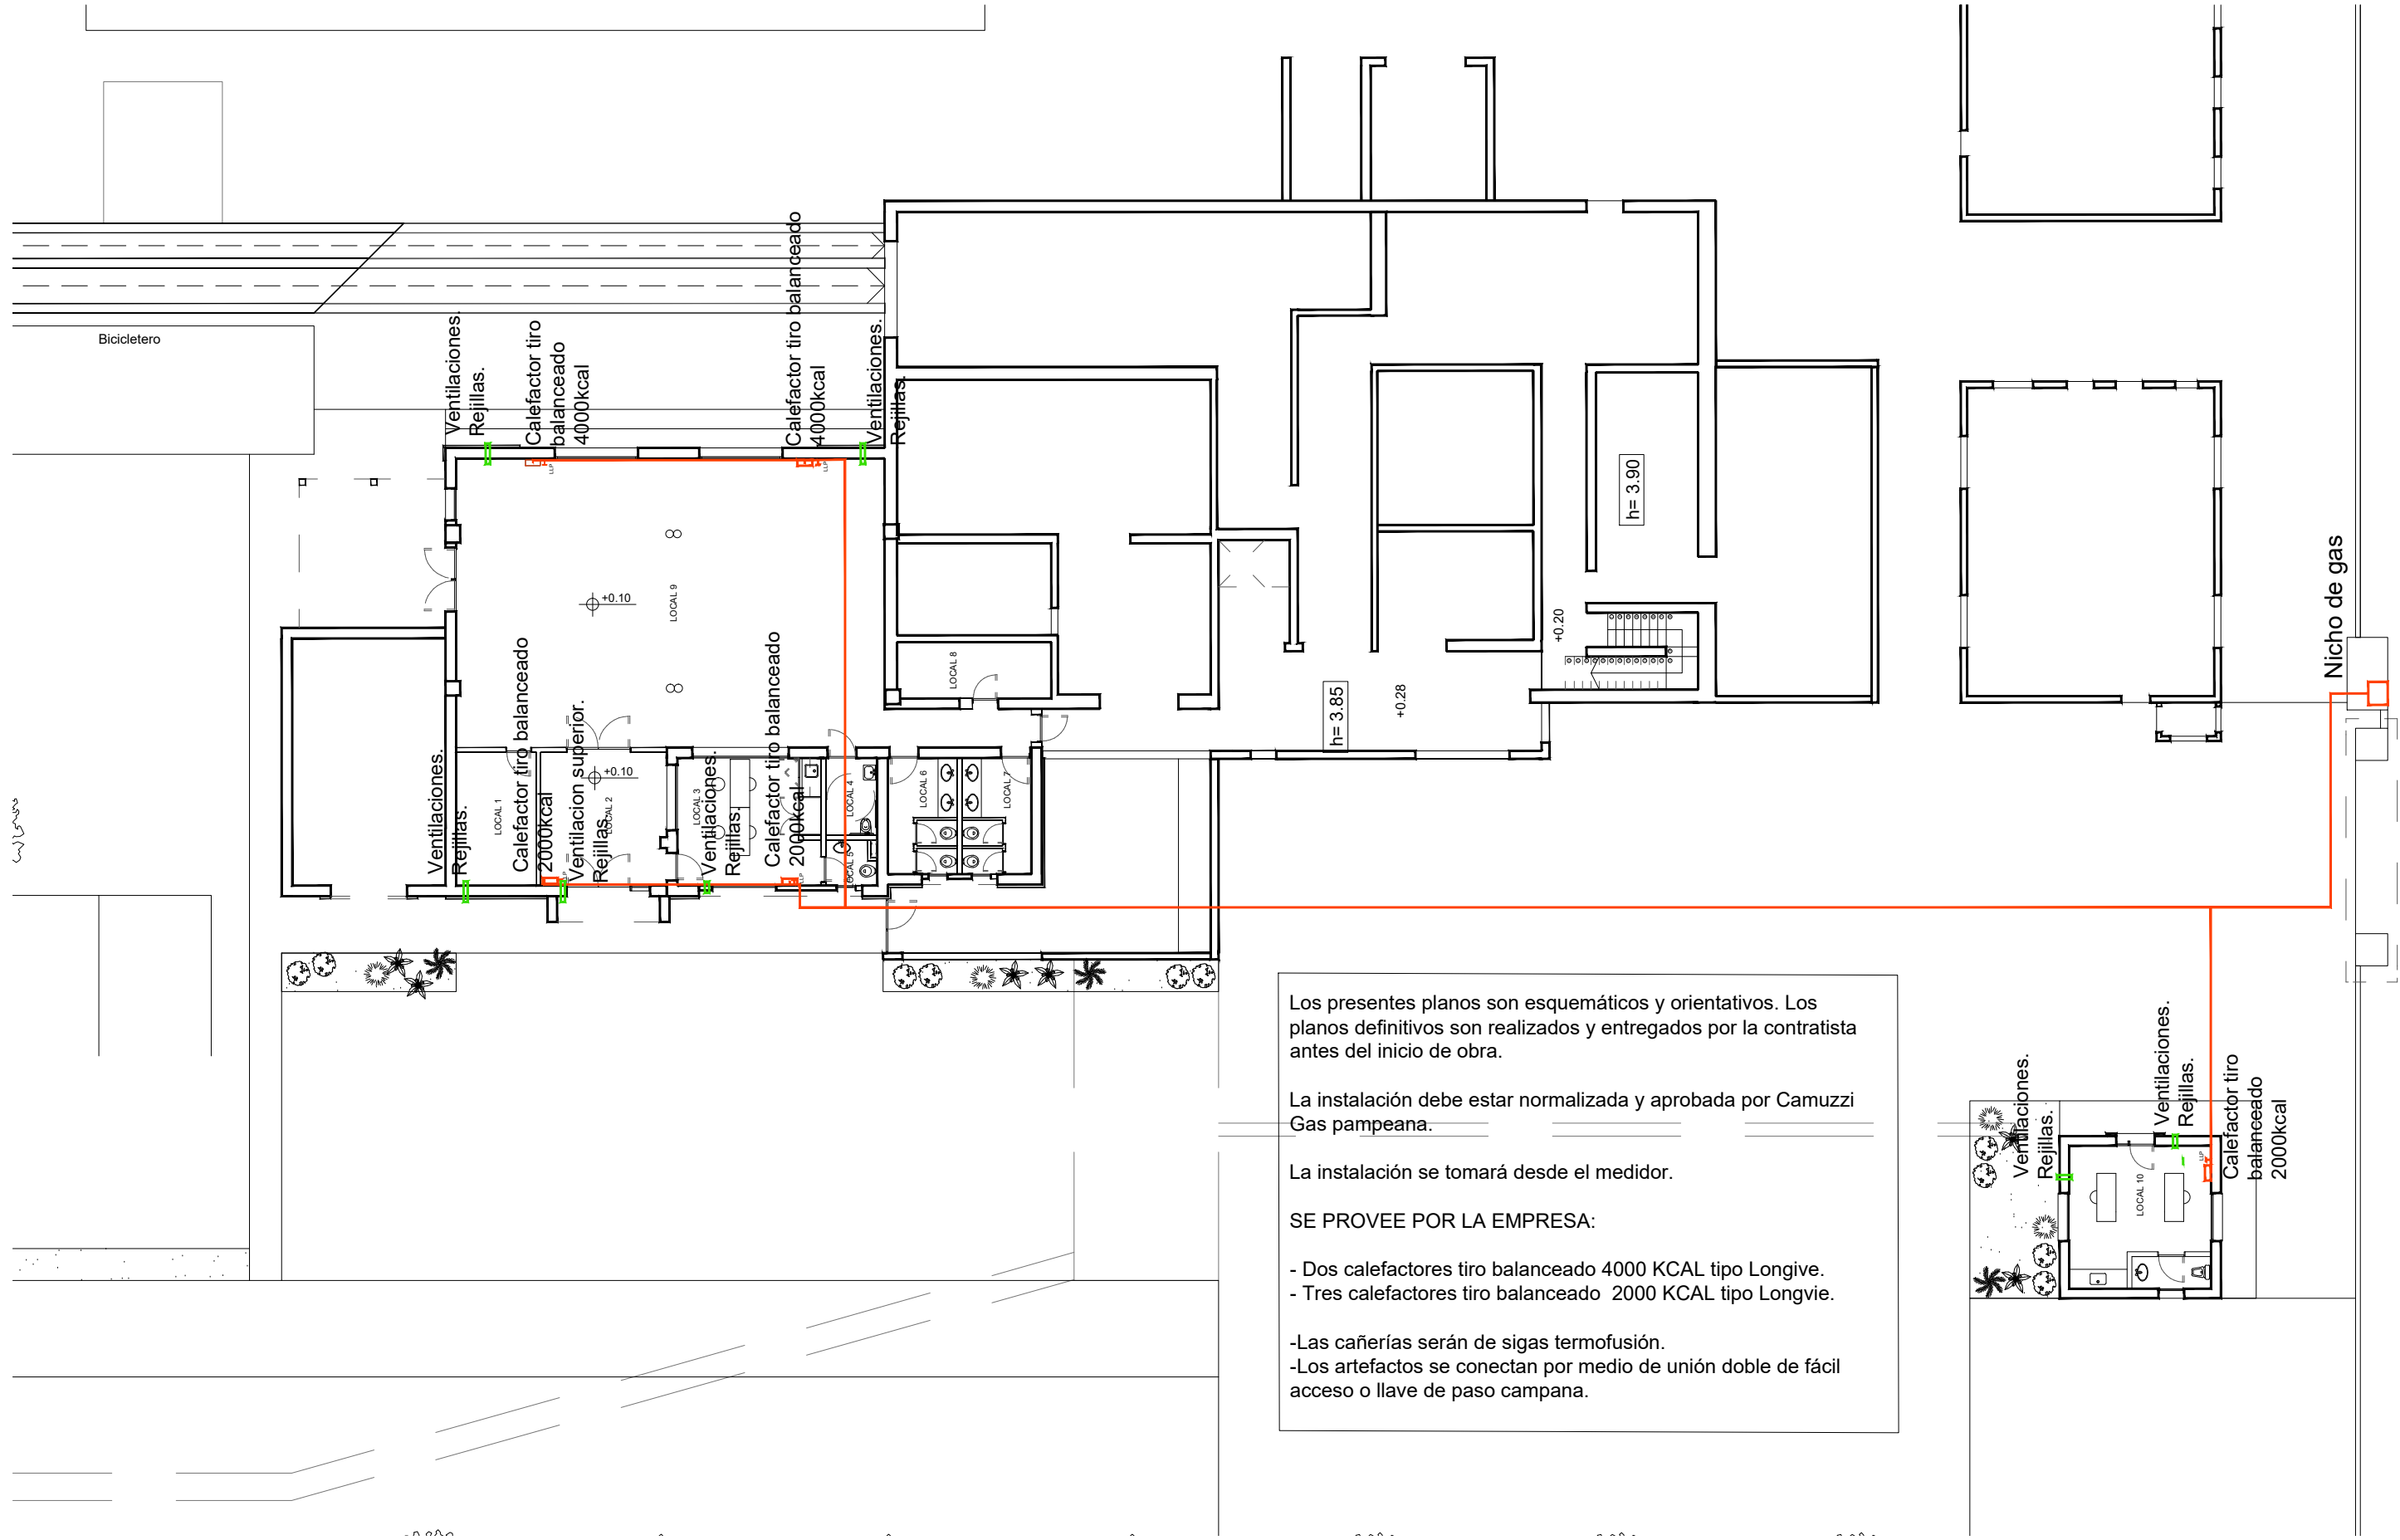 Bicicletero
Ventilaciones.
Rejillas.
Calefactor tiro
balanceado
4000kcal
Calefactor tiro balanceado
4000kcal
Ventilaciones.
Rejillas.
LLP
LLP
h= 3.90
+0.10
LOCAL 9
Nicho de gas
+0.20
LOCAL 8
h= 3.85
+0.28
Ventilaciones.
Rejillas.
LOCAL 1
Calefactor tiro balanceado
2000kcal
+0.10
Ventilacion superior.
Rejillas.
LOCAL 2
LLP
LOCAL 3
Ventilaciones.
Rejillas.
Calefactor tiro balanceado
2000kcal
LOCAL 4
LOCAL 5
LOCAL 6
LOCAL 7
Los presentes planos son esquemáticos y orientativos. Los
planos definitivos son realizados y entregados por la contratista
antes del inicio de obra.
La instalación debe estar normalizada y aprobada por Camuzzi
Gas pampeana.
La instalación se tomará desde el medidor.
SE PROVEE POR LA EMPRESA:
- Dos calefactores tiro balanceado 4000 KCAL tipo Longive.
- Tres calefactores tiro balanceado 2000 KCAL tipo Longvie.
-Las cañerías serán de sigas termofusión.
-Los artefactos se conectan por medio de unión doble de fácil
acceso o llave de paso campana.
Ventilaciones.
Rejillas.
Ventilaciones.
Rejillas.
Calefactor tiro
balanceado
2000kcal
LLP
LOCAL 10